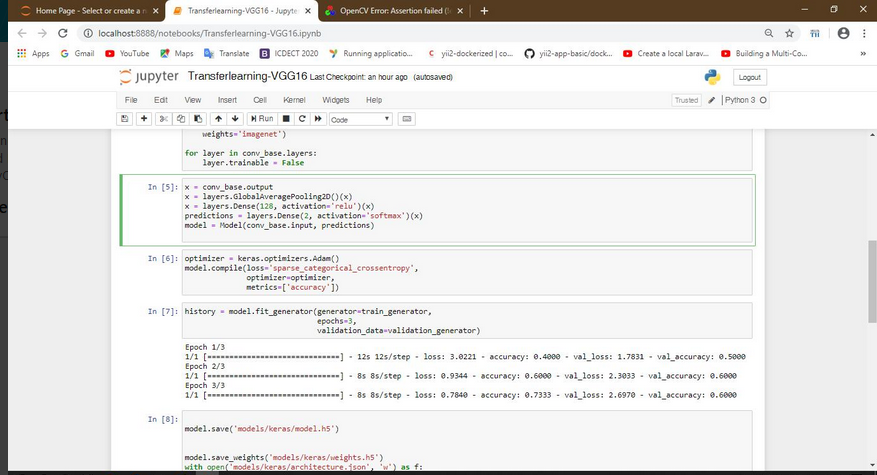 Home Page - Select or create a n
Transferlearning-VGG16 - Jupyte
OpenCV Error: Assertion failed (
localhost:8888/notebooks/Transferlearning-VGG16.ipynb
Apps
Gmail
YouTube
Maps
Translate
ICDECT 2020
Running applicatio...
yii2-dockerized | co...
yii2-app-basic/dock...
Create a local Larav...
Building a Multi-Co...
»
jupyter Transferlearning-VGG16 Last Checkpoint: an hour ago (autosaved)
Logout
File Edit View Insert Cell Kernel Widgets Help
Trusted
Python 3
Run
Code
weights='imagenet')
for layer in conv_base.layers:
layer.trainable = False
In [5]:
x = conv_base.output
x = layers.GlobalAveragePooling2D()(x)
x = layers.Dense(128, activation='relu')(x)
predictions = layers.Dense(2, activation='softmax')(x)
model = Model(conv_base.input, predictions)
In [6]:
optimizer = keras.optimizers.Adam()
model.compile(loss='sparse_categorical_crossentropy',
optimizer=optimizer,
metrics=['accuracy'])
In [7]:
history = model.fit_generator(generator=train_generator,
epochs=3,
validation_data=validation_generator)
Epoch 1/3
1/1 [==============================] - 12s 12s/step - loss: 3.0221 - accuracy: 0.4000 - val_loss: 1.7831 - val_accuracy: 0.5000
Epoch 2/3
1/1 [==============================] - 8s 8s/step - loss: 0.9344 - accuracy: 0.6000 - val_loss: 2.3033 - val_accuracy: 0.6000
Epoch 3/3
1/1 [==============================] - 8s 8s/step - loss: 0.7840 - accuracy: 0.7333 - val_loss: 2.6970 - val_accuracy: 0.6000
In [8]:
model.save('models/keras/model.h5')
model.save_weights('models/keras/weights.h5')
with open('models/keras/architecture.json', 'w') as f: